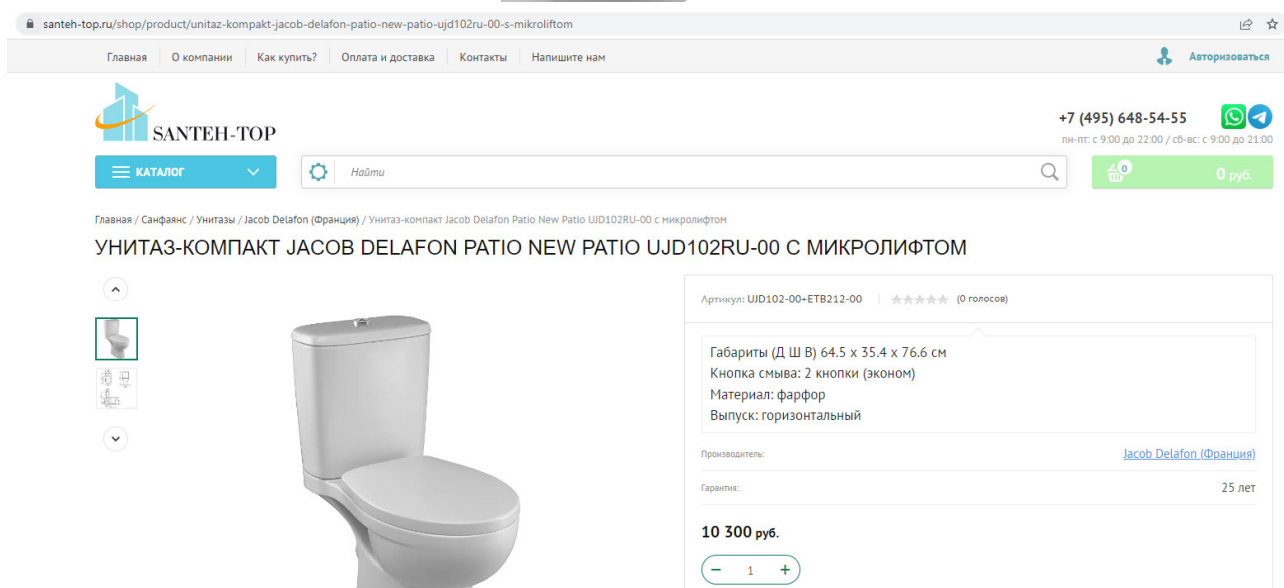 santeh-top.ru/shop/product/unitaz-kompakt-jacob-delafon-patio-new-patio-ujd102ru-00-s-mikroliftom
Главная О компании Как купить? Оплата и доставка Контакты Напишите нам Авторизоваться
SANTEH-TOP
+7 (495) 648-54-55
пн-пт: с 9:00 до 22:00 / сб-вс: с 9:00 до 21:00
КАТАЛОГ Найти 0 0 руб.
Главная / Санфаянс / Унитазы / Jacob Delafon (Франция) / Унитаз-компакт Jacob Delafon Patio New Patio UJD102RU-00 с микролифтом
УНИТАЗ-КОМПАКТ JACOB DELAFON PATIO NEW PATIO UJD102RU-00 С МИКРОЛИФТОМ
Артикул: UJD102-00+ETB212-00 (0 голосов)
Габариты (Д Ш В) 64.5 x 35.4 x 76.6 см
Кнопка смыва: 2 кнопки (эконом)
Материал: фарфор
Выпуск: горизонтальный
Производитель: Jacob Delafon (Франция)
Гарантия: 25 лет
10 300 руб.
− 1 +